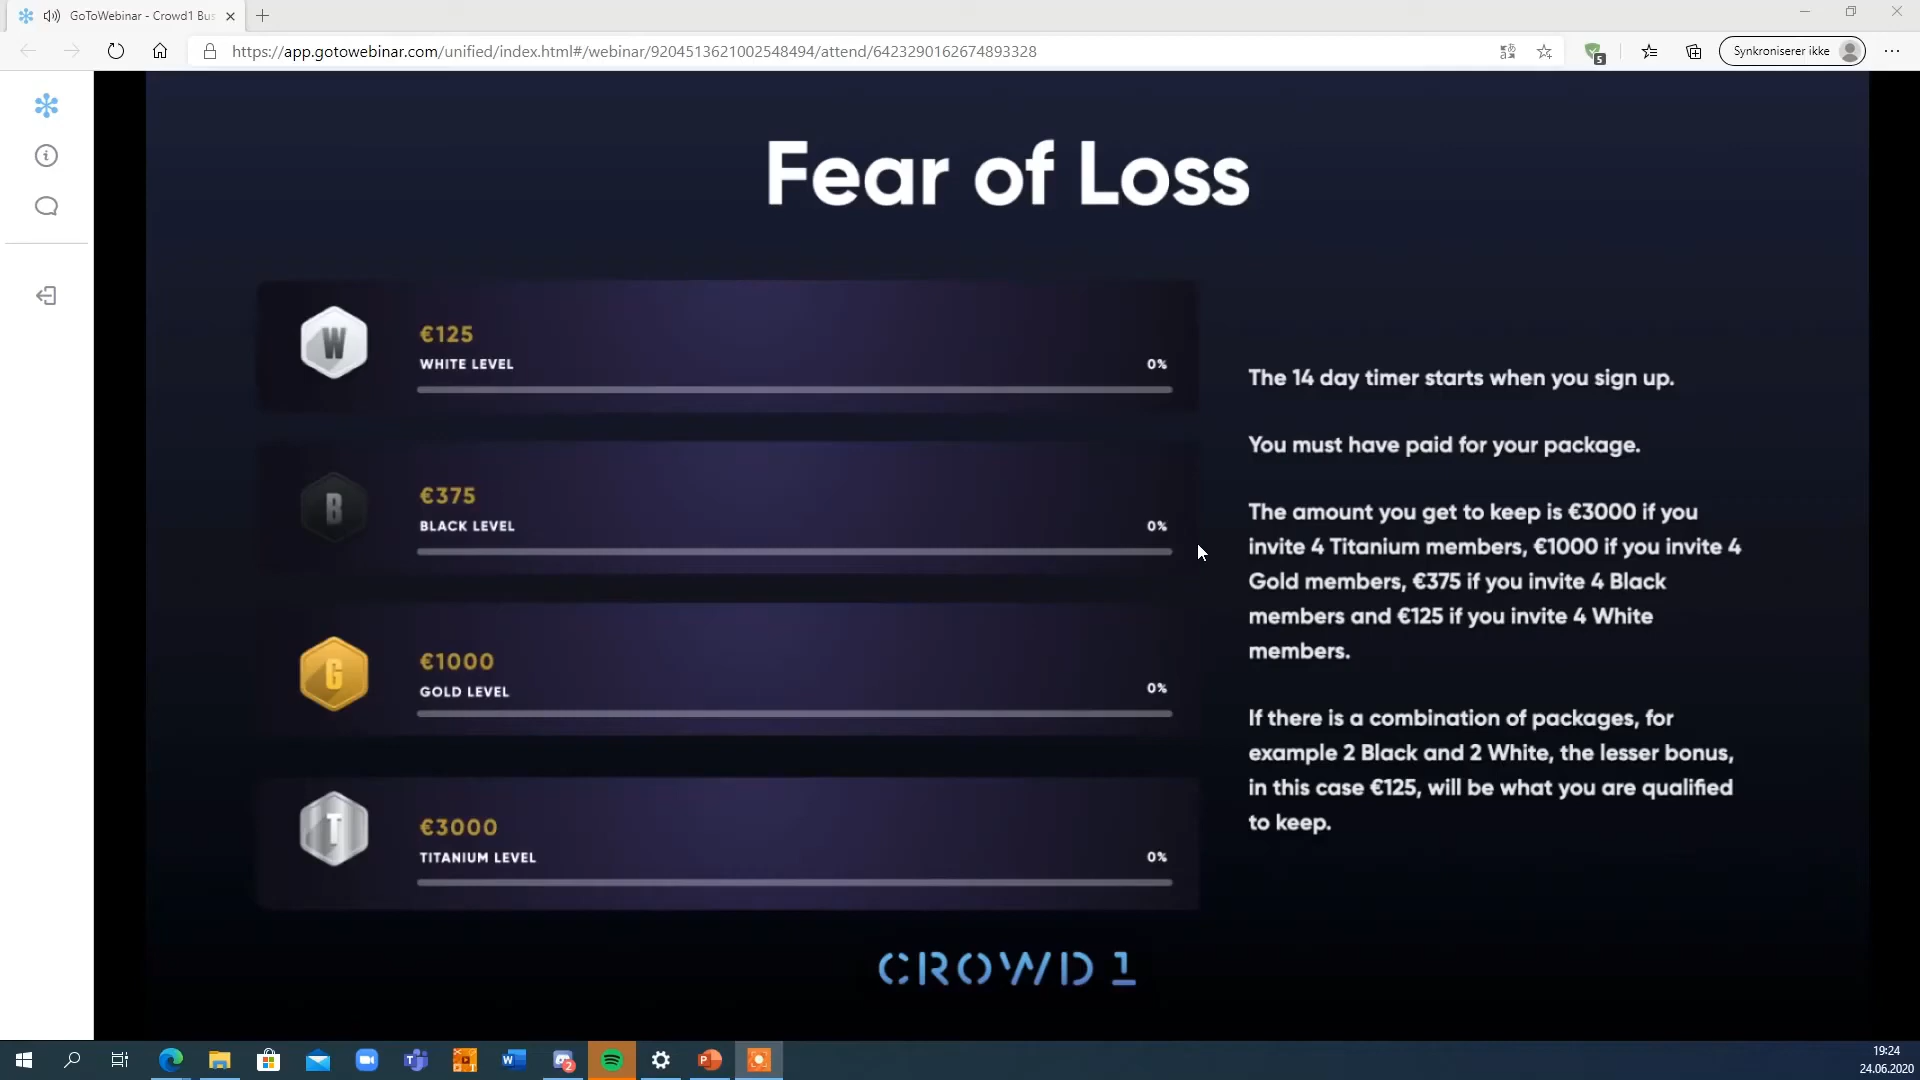 GoToWebinar - Crowd1 Bus
https://app.gotowebinar.com/unified/index.html#/webinar/9204513621002548494/attend/6423290162674893328
5
Synkroniserer ikke
Fear of Loss
W
€125
WHITE LEVEL
0%
B
€375
BLACK LEVEL
0%
G
€1000
GOLD LEVEL
0%
T
€3000
TITANIUM LEVEL
0%
The 14 day timer starts when you sign up.
You must have paid for your package.
The amount you get to keep is €3000 if you
invite 4 Titanium members, €1000 if you invite 4
Gold members, €375 if you invite 4 Black
members and €125 if you invite 4 White
members.
If there is a combination of packages, for
example 2 Black and 2 White, the lesser bonus,
in this case €125, will be what you are qualified
to keep.
CROWD 1
2
19:24
24.06.2020